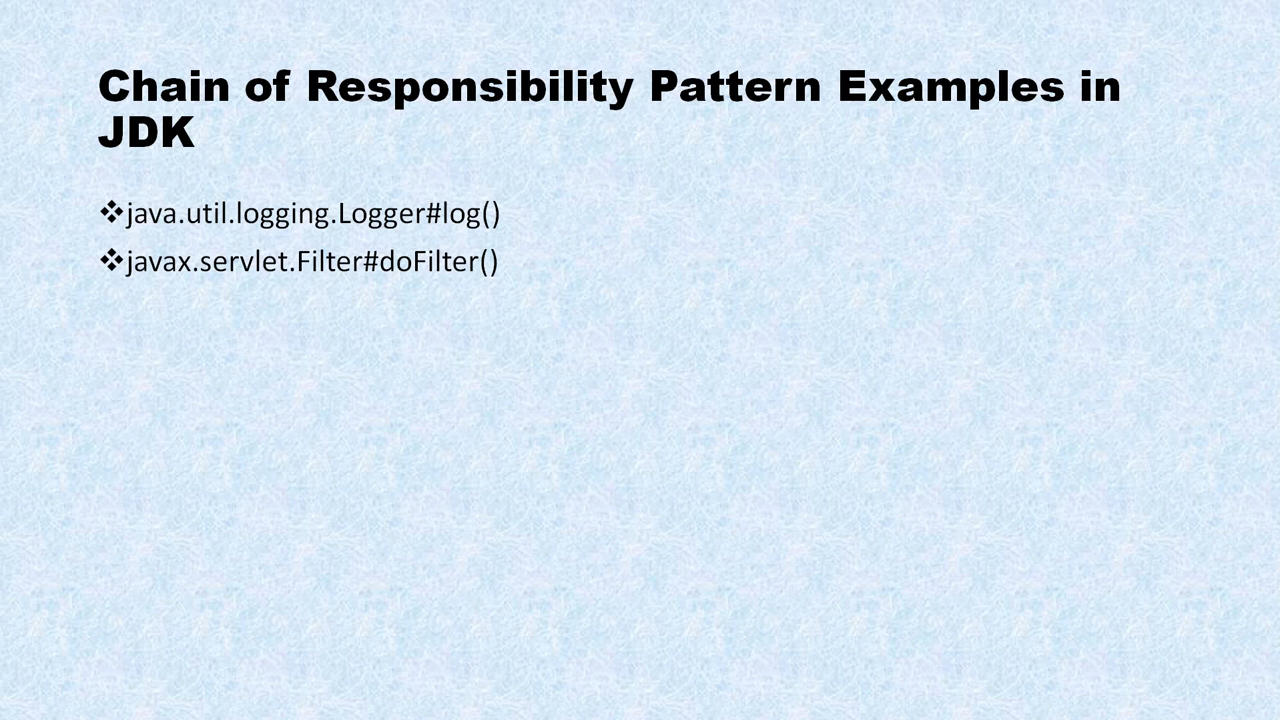 Chain of Responsibility Pattern Examples in
JDK
❖java.util.logging.Logger#log()
❖javax.servlet.Filter#doFilter()